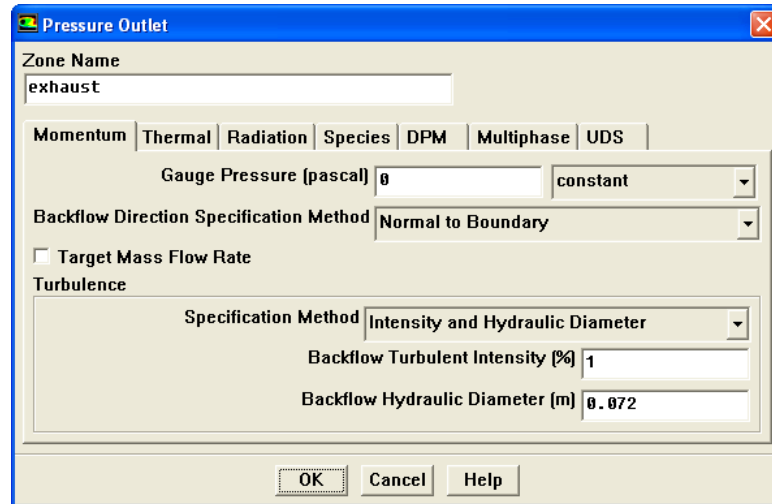 Pressure Outlet
Zone Name
exhaust
Momentum Thermal Radiation Species DPM Multiphase UDS
Gauge Pressure (pascal) 0 constant
Backflow Direction Specification Method Normal to Boundary
Target Mass Flow Rate
Turbulence
Specification Method Intensity and Hydraulic Diameter
Backflow Turbulent Intensity (%) 1
Backflow Hydraulic Diameter (m) 0.072
OK Cancel Help